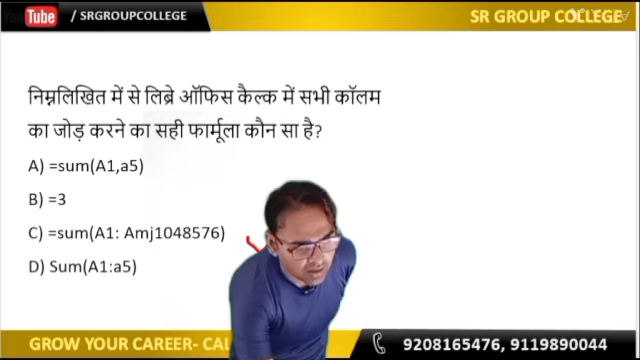 YouTube / SRGROUPCOLLEGE
SR GROUP COLLEGE
निम्नलिखित में से लिब्रे ऑफिस कैल्क में सभी कॉलम
का जोड़ करने का सही फार्मूला कौन सा है?
A) =sum(A1,a5)
B) =3
C) =sum(A1: Amj1048576)
D) Sum(A1:a5)
GROW YOUR CAREER- CAL
9208165476, 9119890044